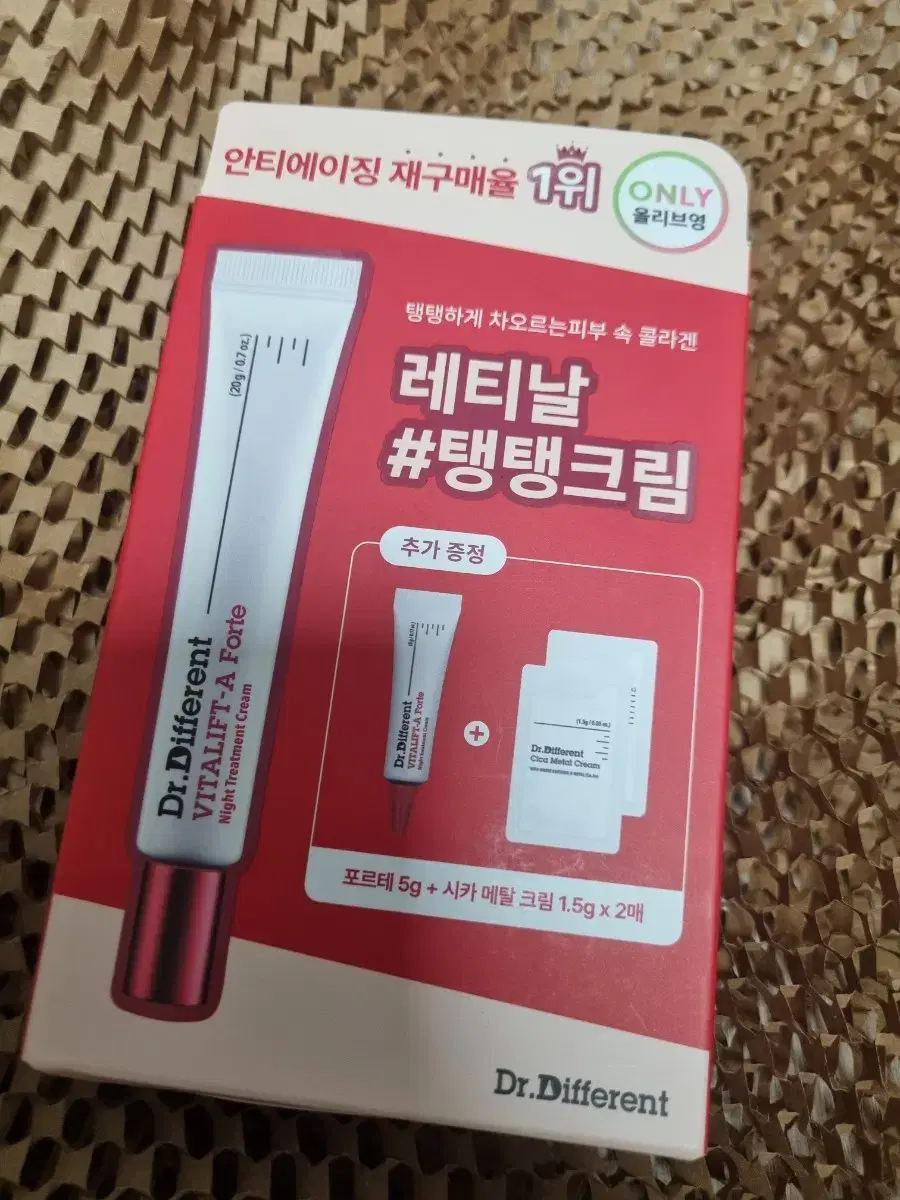 안티에이징 재구매율 1위
ONLY
올리브영
탱탱하게 차오르는피부 속 콜라겐
레티날
#탱탱크림
(20g / 0.7 oz.)
Dr.Different
VITALIFT-A Forte
Night Treatment Cream
추가 증정
Dr.Different
VITALIFT-A Forte
Night Treatment Cream
+
Dr.Different
Cica Metal Cream
포르테 5g + 시카 메탈 크림 1.5g x 2매
Dr.Different